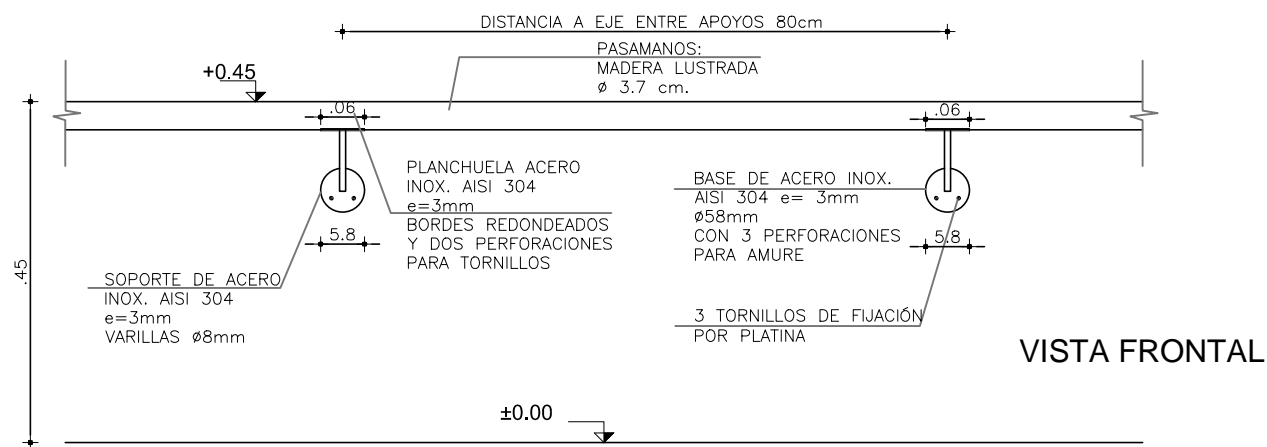 DISTANCIA A EJE ENTRE APOYOS 80cm
PASAMANOS:
MADERA LUSTRADA
ø 3.7 cm.
+0.45
.06
.06
PLANCHUELA ACERO
INOX. AISI 304
e=3mm
BORDES REDONDEADOS
Y DOS PERFORACIONES
PARA TORNILLOS
BASE DE ACERO INOX.
AISI 304 e= 3mm
ø58mm
CON 3 PERFORACIONES
PARA AMURE
5.8
5.8
.45
SOPORTE DE ACERO
INOX. AISI 304
e=3mm
VARILLAS ø8mm
3 TORNILLOS DE FIJACIÓN
POR PLATINA
VISTA FRONTAL
±0.00